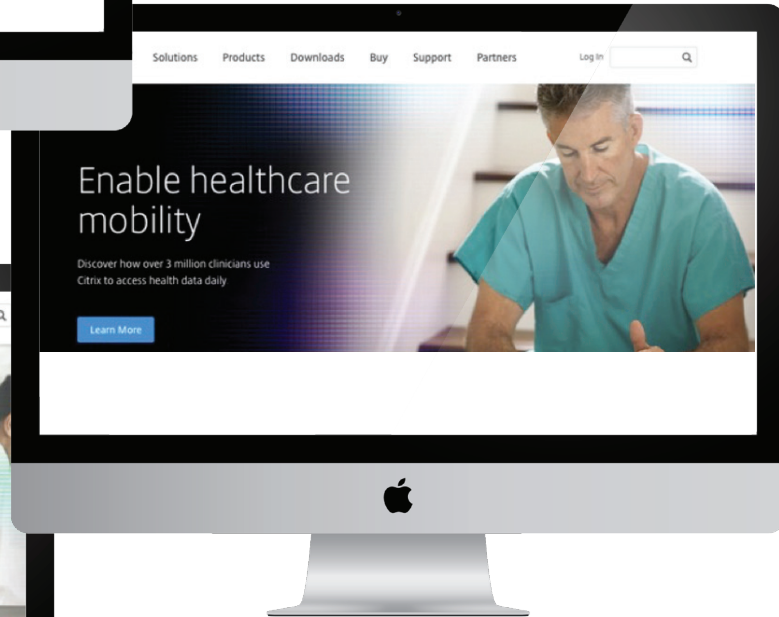 Solutions Products Downloads Buy Support Partners Log In
Enable healthcare
mobility
Discover how over 3 million clinicians use
Citrix to access health data daily
Learn More